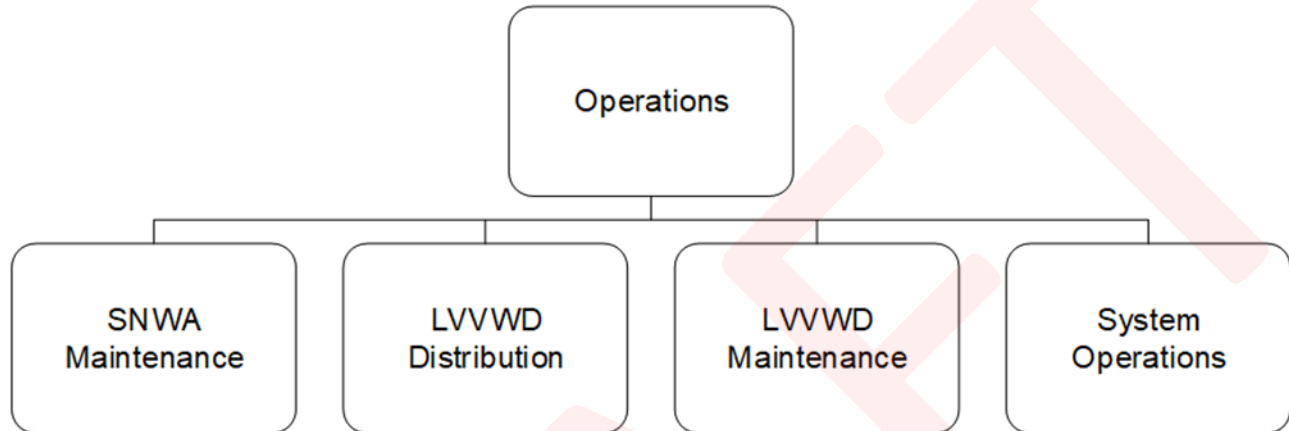 Operations
SNWA
Maintenance
LVVWD
Distribution
LVVWD
Maintenance
System
Operations